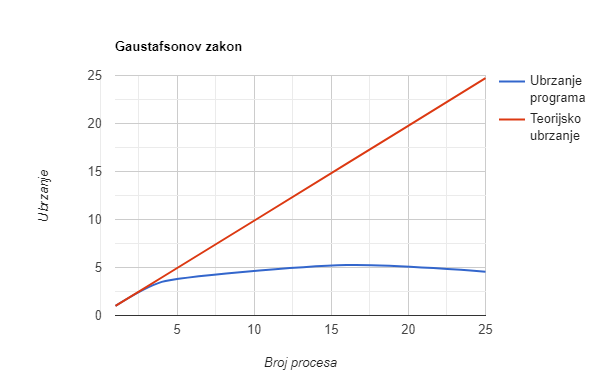 Gaustafsonov zakon
25
20
15
10
5
0
5
10
15
20
25
Ubrzanje
Broj procesa
Ubrzanje
programa
Teorijsko
ubrzanje